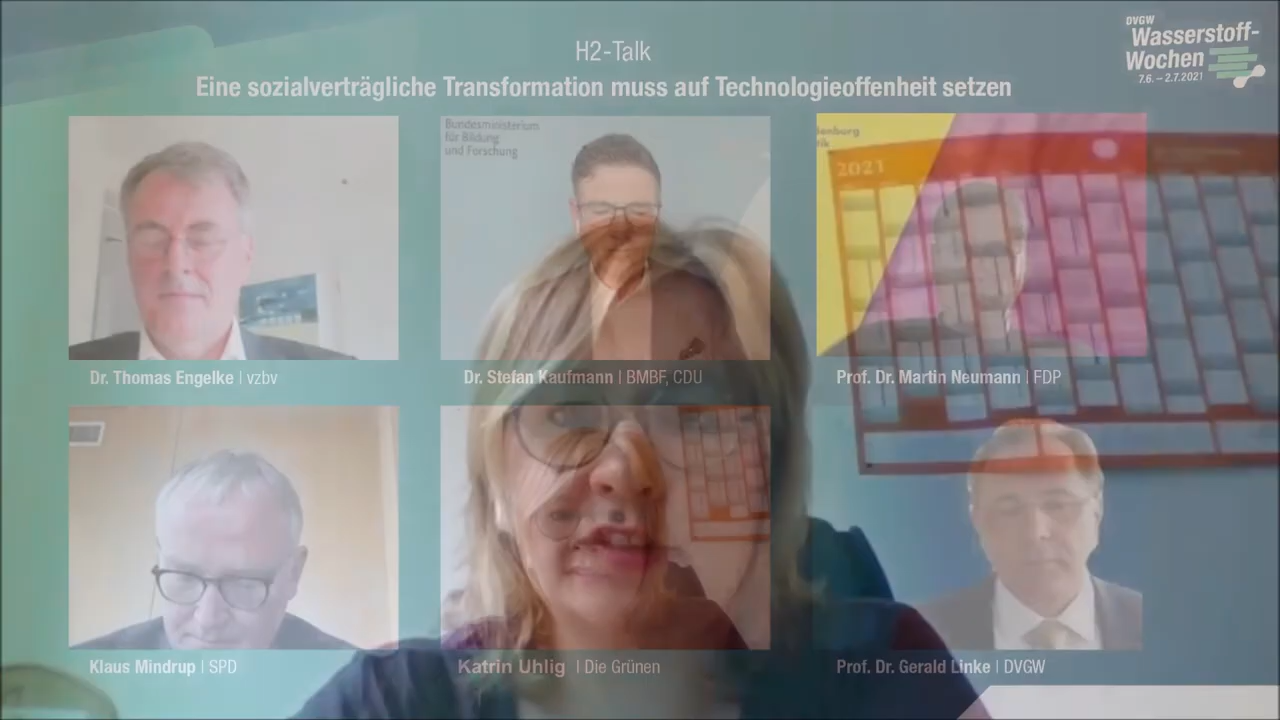 H2-Talk
Eine sozialverträgliche Transformation muss auf Technologieoffenheit setzen
DVGW
Wasserstoff-
Wochen
7.6. – 2.7.2021
Bundesministerium
für Bildung
und Forschung
2021
Dr. Thomas Engelke | vzbv
Dr. Stefan Kaufmann | BMBF, CDU
Prof. Dr. Martin Neumann | FDP
Klaus Mindrup | SPD
Katrin Uhlig | Die Grünen
Prof. Dr. Gerald Linke | DVGW